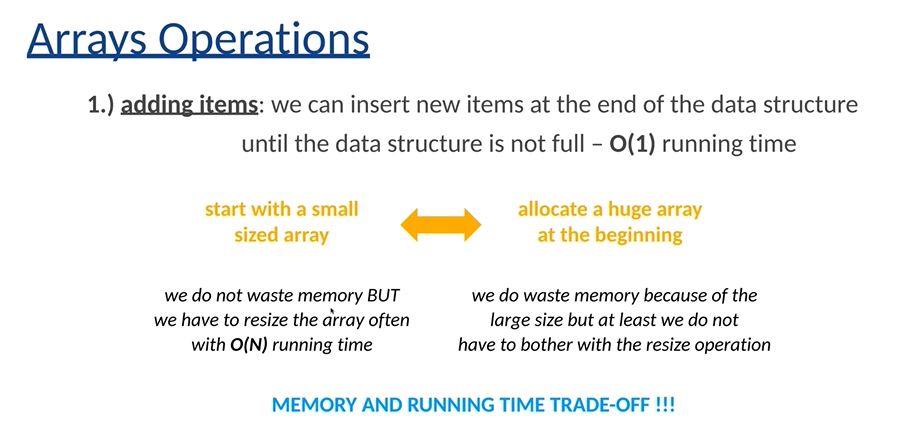 Arrays Operations
1.) adding items: we can insert new items at the end of the data structure
until the data structure is not full – O(1) running time
start with a small
sized array
allocate a huge array
at the beginning
we do not waste memory BUT
we have to resize the array often
with O(N) running time
we do waste memory because of the
large size but at least we do not
have to bother with the resize operation
MEMORY AND RUNNING TIME TRADE-OFF !!!